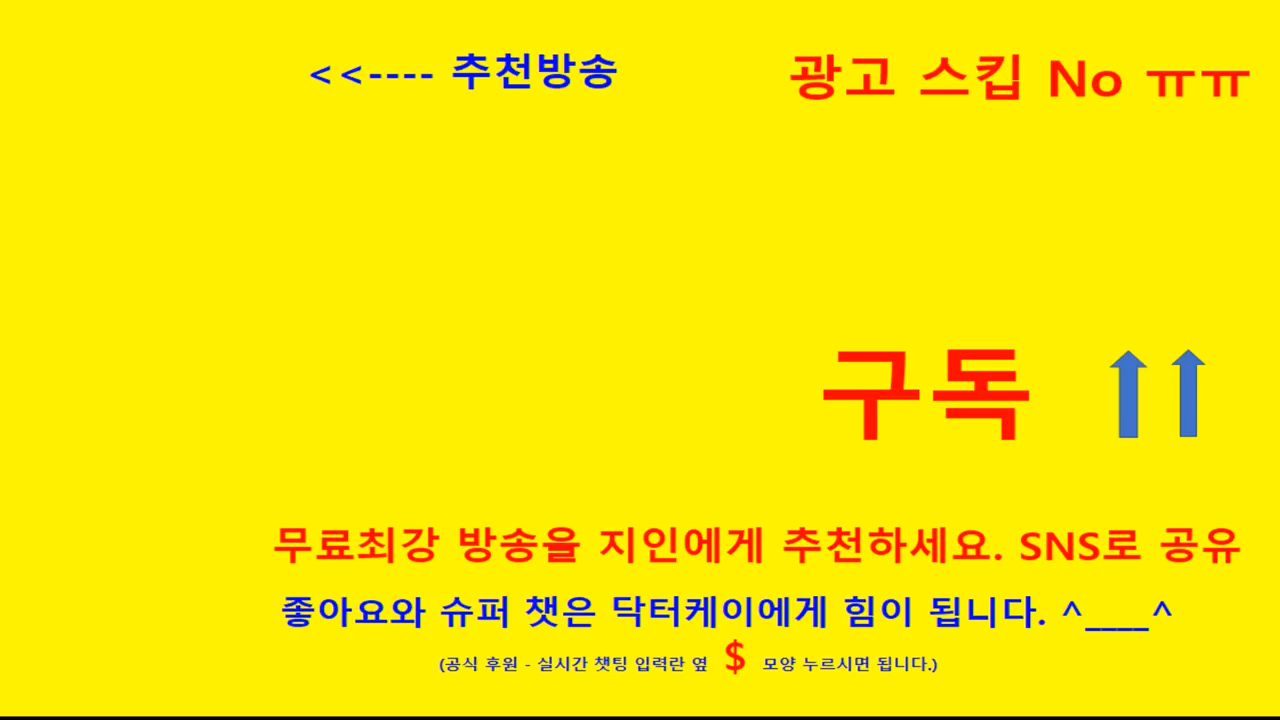 <<---- 추천방송
광고 스킵 No ㅠㅠ
구독
무료최강 방송을 지인에게 추천하세요. SNS로 공유
좋아요와 슈퍼 챗은 닥터케이에게 힘이 됩니다. ^____^
(공식 후원 - 실시간 챗팅 입력란 옆 $ 모양 누르시면 됩니다.)